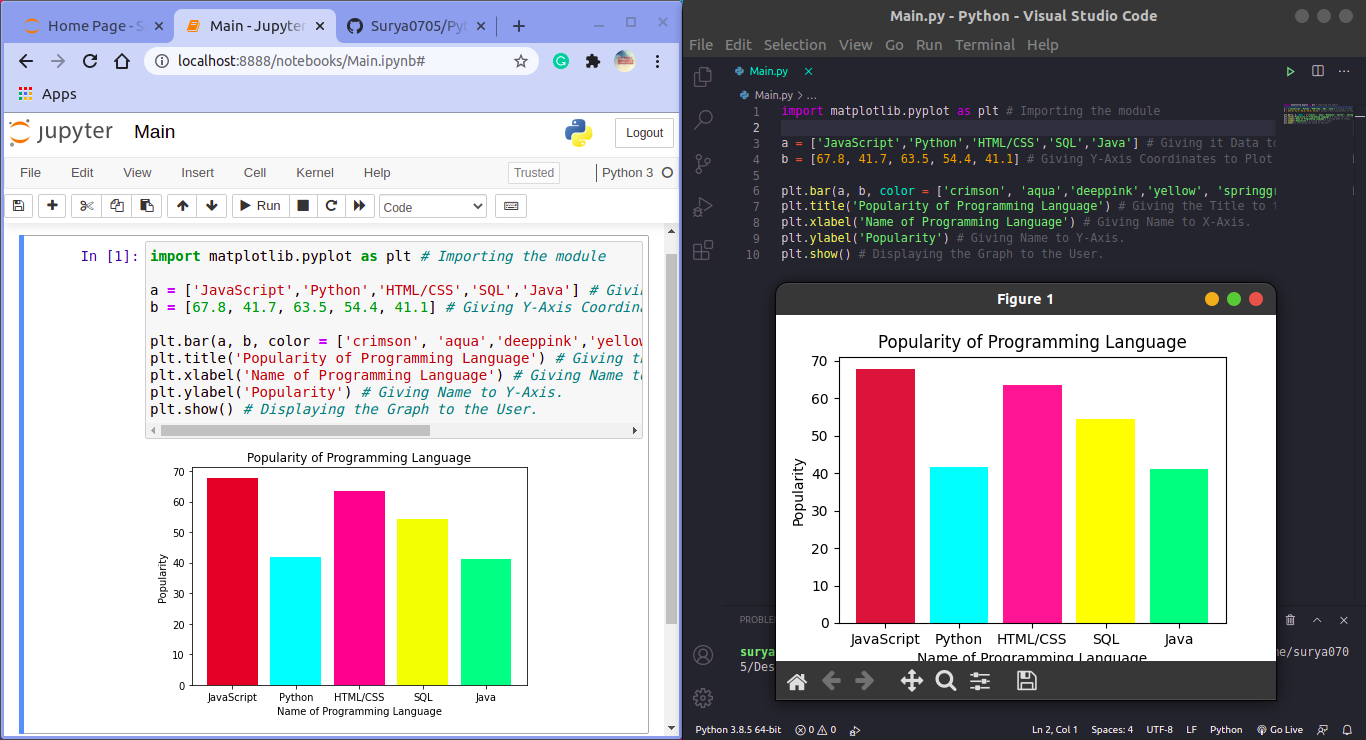 Home Page - S
Main - Jupyter
Surya0705/Pyt
localhost:8888/notebooks/Main.ipynb#
Apps
jupyter Main
Logout
File Edit View Insert Cell Kernel Help
Trusted
Python 3
Run
Code
In [1]:
import matplotlib.pyplot as plt # Importing the module
a = ['JavaScript','Python','HTML/CSS','SQL','Java'] # Givin
b = [67.8, 41.7, 63.5, 54.4, 41.1] # Giving Y-Axis Coordina
plt.bar(a, b, color = ['crimson', 'aqua','deeppink','yellow
plt.title('Popularity of Programming Language') # Giving th
plt.xlabel('Name of Programming Language') # Giving Name to
plt.ylabel('Popularity') # Giving Name to Y-Axis.
plt.show() # Displaying the Graph to the User.
Popularity of Programming Language
70
60
50
40
30
20
10
0
Popularity
JavaScript Python HTML/CSS SQL Java
Name of Programming Language
Main.py - Python - Visual Studio Code
File Edit Selection View Go Run Terminal Help
Main.py
Main.py > ...
1 import matplotlib.pyplot as plt # Importing the module
2
3 a = ['JavaScript','Python','HTML/CSS','SQL','Java'] # Giving it Data to
4 b = [67.8, 41.7, 63.5, 54.4, 41.1] # Giving Y-Axis Coordinates to Plot
5
6 plt.bar(a, b, color = ['crimson', 'aqua','deeppink','yellow', 'springgr
7 plt.title('Popularity of Programming Language') # Giving the Title to t
8 plt.xlabel('Name of Programming Language') # Giving Name to X-Axis.
9 plt.ylabel('Popularity') # Giving Name to Y-Axis.
10 plt.show() # Displaying the Graph to the User.
Figure 1
Popularity of Programming Language
70
60
50
40
30
20
10
0
Popularity
JavaScript Python HTML/CSS SQL Java
Name of Programming Language
PROBLE
surya
e/surya070
5/Des
Python 3.8.5 64-bit
0
0
Ln 2, Col 1
Spaces: 4
UTF-8
LF
Python
Go Live